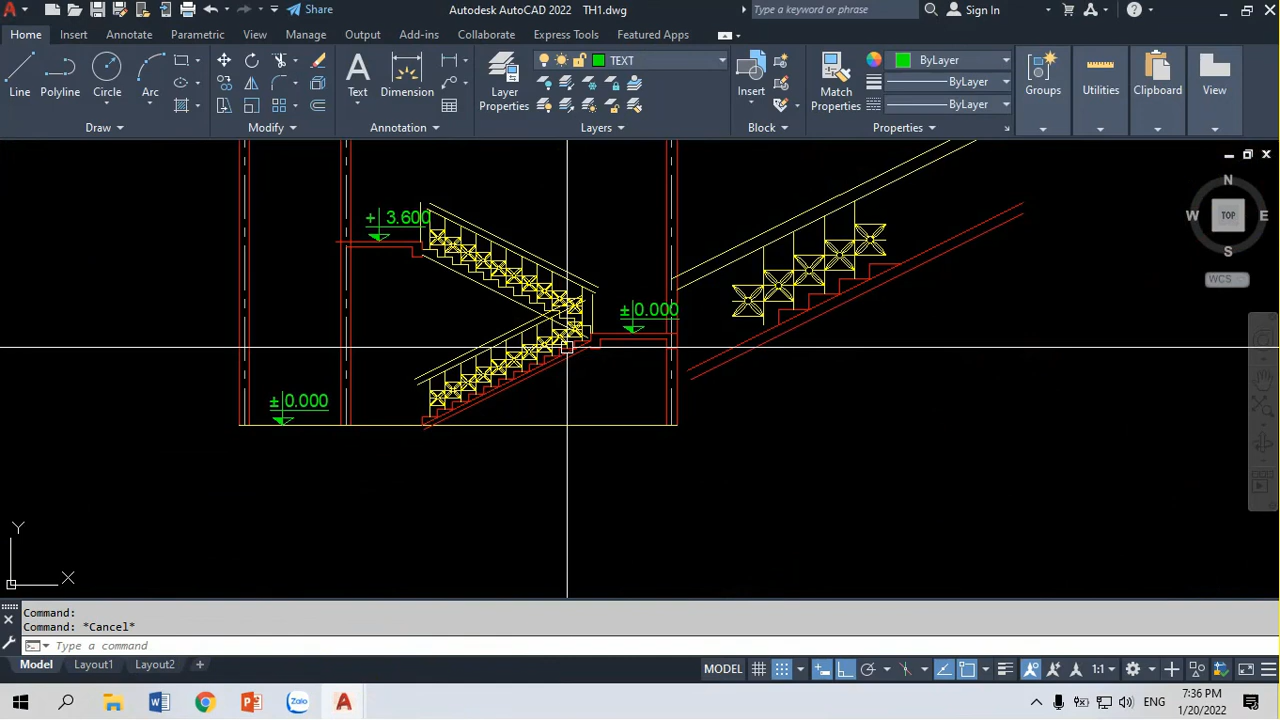 Share
Autodesk AutoCAD 2022 TH1.dwg
Type a keyword or phrase
Sign In
Home Insert Annotate Parametric View Manage Output Add-ins Collaborate Express Tools Featured Apps
Line Polyline Circle Arc
Text Dimension
Layer Properties
TEXT
Insert
Match Properties
ByLayer
ByLayer
ByLayer
Groups Utilities Clipboard View
Draw Modify Annotation Layers Block Properties
N
W TOP E
S
WCS
+ 3.600
±0.000
±0.000
Y
X
Command:
Command: *Cancel*
Type a command
Model Layout1 Layout2 +
MODEL 1:1
Zalo
ENG
7:36 PM
1/20/2022